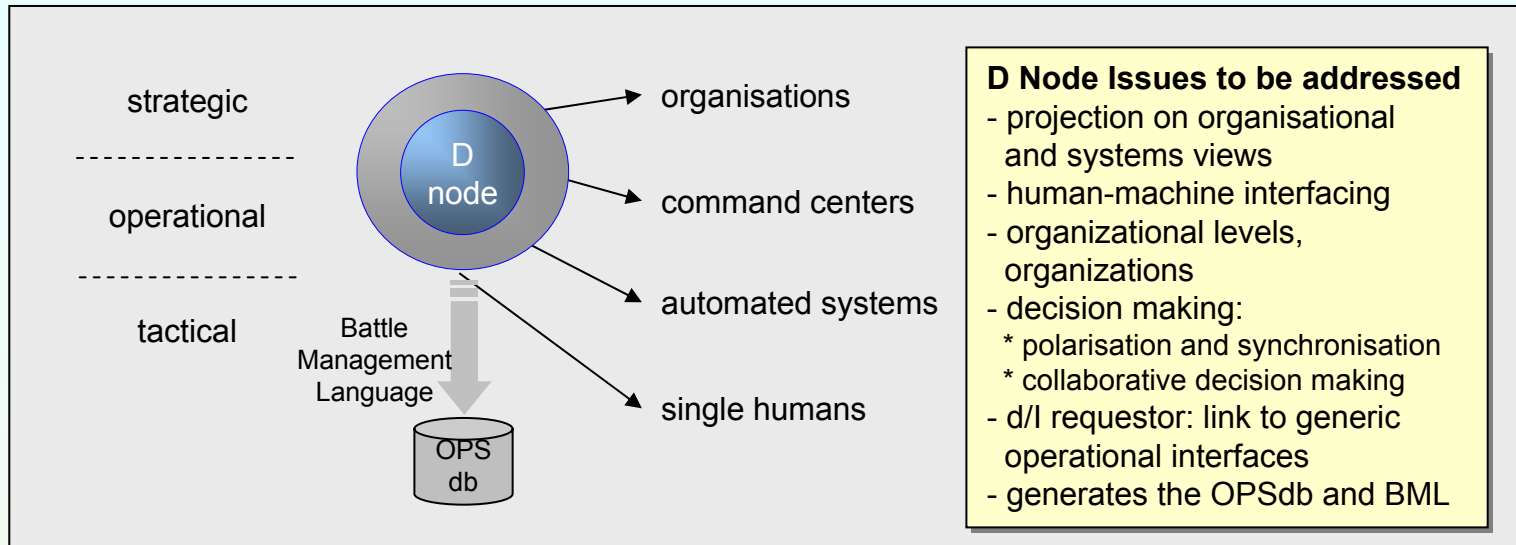 strategic
operational
tactical
D
node
Battle
Management
Language
OPS
db
organisations
command centers
automated systems
single humans
D Node Issues to be addressed
- projection on organisational
and systems views
- human-machine interfacing
- organizational levels,
organizations
- decision making:
* polarisation and synchronisation
* collaborative decision making
- d/I requestor: link to generic
operational interfaces
- generates the OPSdb and BML